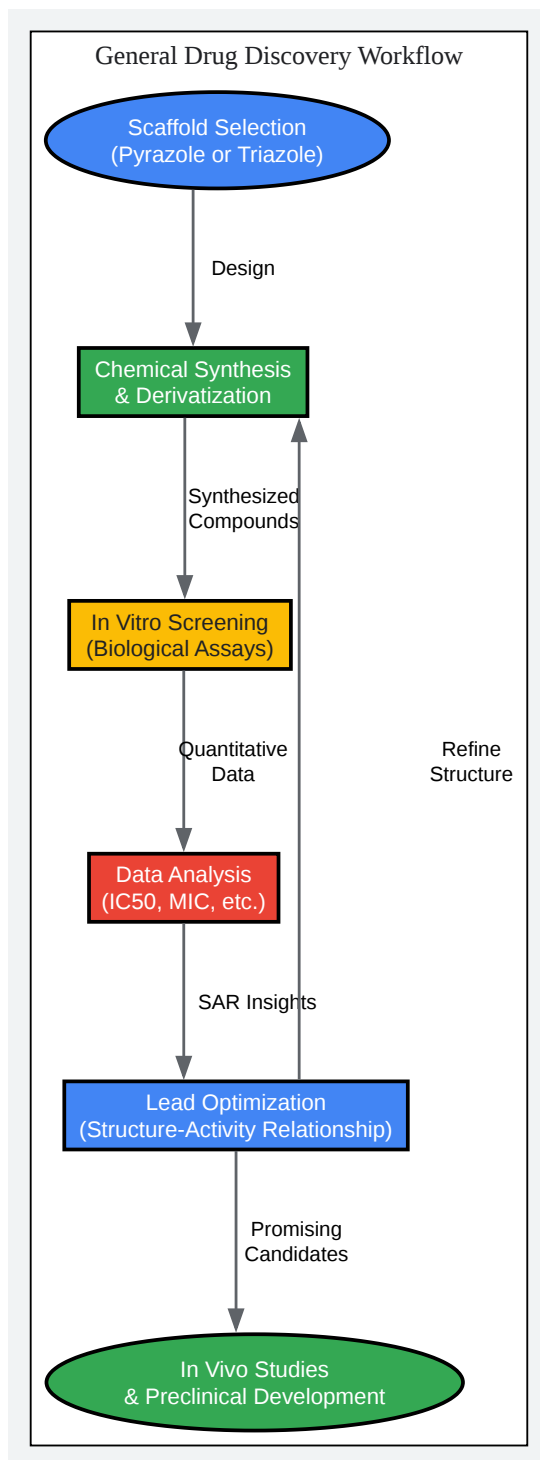 General Drug Discovery Workflow
Scaffold Selection
(Pyrazole or Triazole)
Design
Chemical Synthesis
& Derivatization
Synthesized
Compounds
In Vitro Screening
(Biological Assays)
Quantitative
Data
Refine
Structure
Data Analysis
(IC50, MIC, etc.)
SAR Insights
Lead Optimization
(Structure-Activity Relationship)
Promising
Candidates
In Vivo Studies
& Preclinical Development